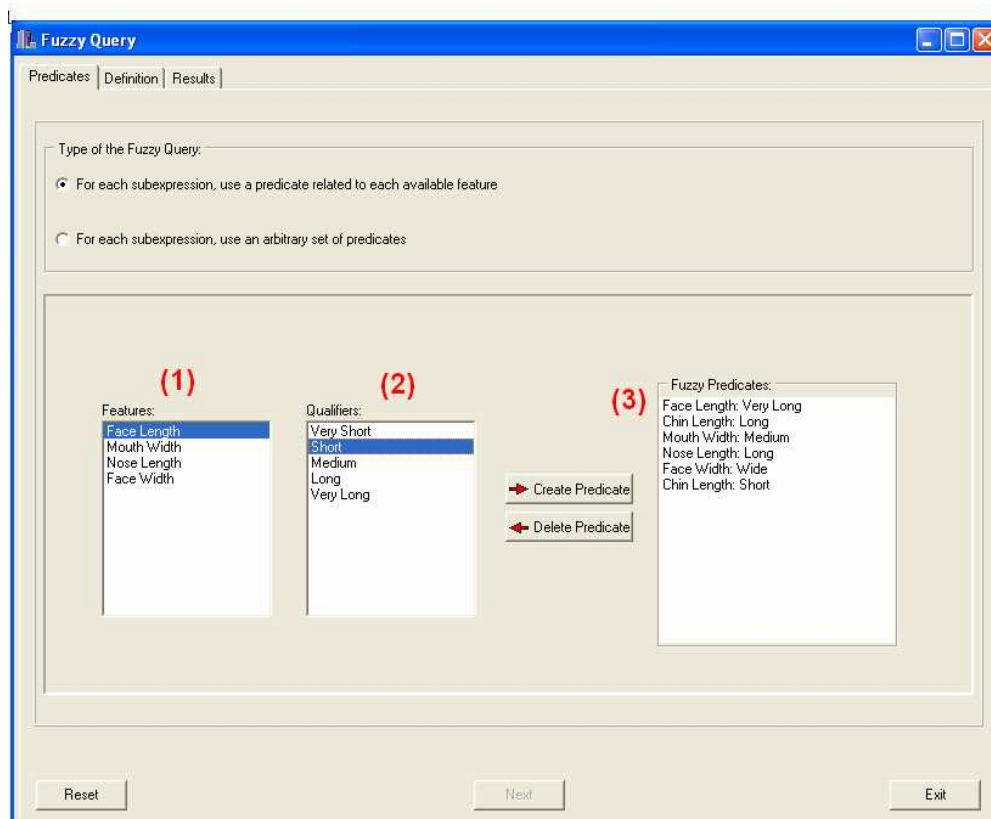 Fuzzy Query
Predicates Definition Results
Type of the Fuzzy Query:
For each subexpression, use a predicate related to each available feature
For each subexpression, use an arbitrary set of predicates
(1)
Features:
Face Length
Mouth Width
Nose Length
Face Width
(2)
Qualifiers:
Very Short
Short
Medium
Long
Very Long
Create Predicate
Delete Predicate
(3)
Fuzzy Predicates:
Face Length: Very Long
Chin Length: Long
Mouth Width: Medium
Nose Length: Long
Face Width: Wide
Chin Length: Short
Reset
Next
Exit